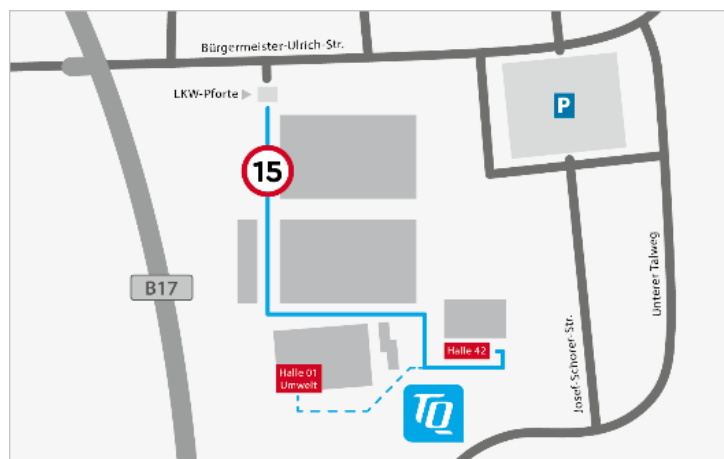 Bürgermeister-Ulrich-Str.
LKW-Pforte
P
15
B17
Unterer Talweg
Josef-Schorer-Str.
Halle 42
Halle 01
Umwelt
TQ